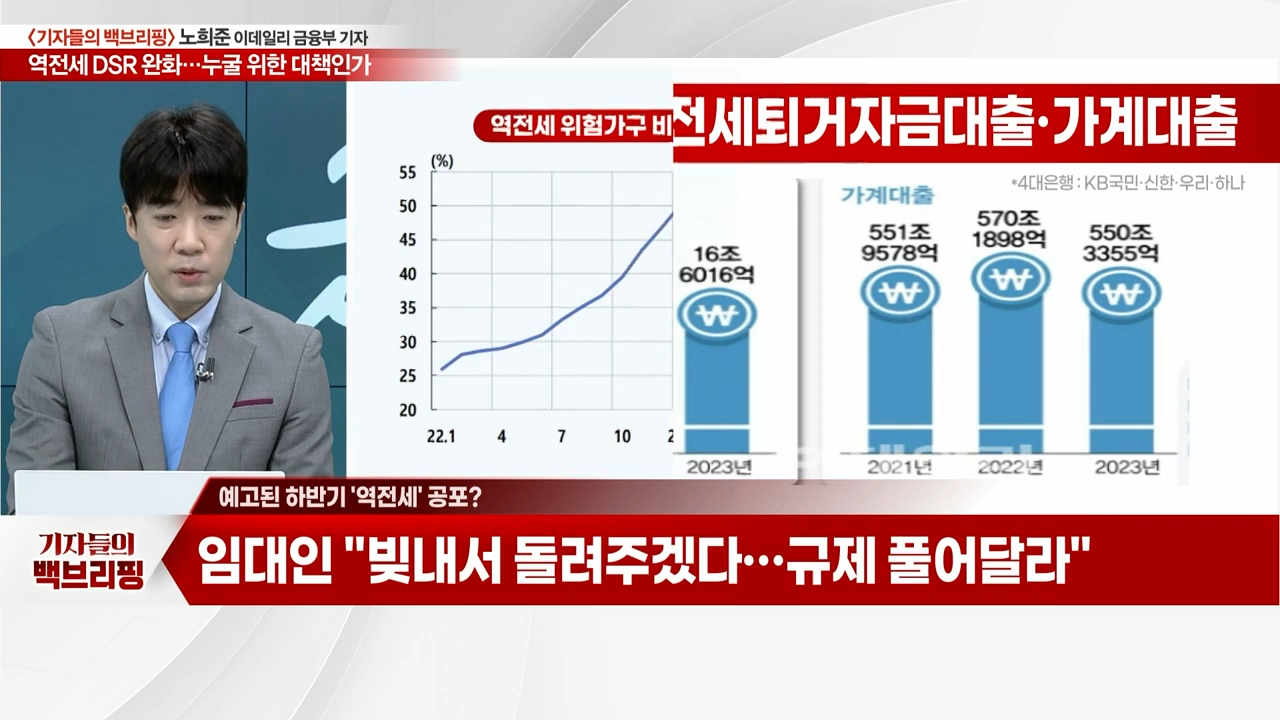 〈기자들의 백브리핑〉 노희준 이데일리 금융부 기자
역전세 DSR 완화…누굴 위한 대책인가
역전세 위험가구 비
(%)
55
50
45
40
35
30
25
20
22.1 4 7 10 2
전세퇴거자금대출·가계대출
*4대은행 : KB국민·신한·우리·하나
16조
6016억
2023년
가계대출
551조
9578억
570조
1898억
550조
3355억
2021년 2022년 2023년
예고된 하반기 '역전세' 공포?
기자들의
백브리핑
임대인 "빚내서 돌려주겠다…규제 풀어달라"